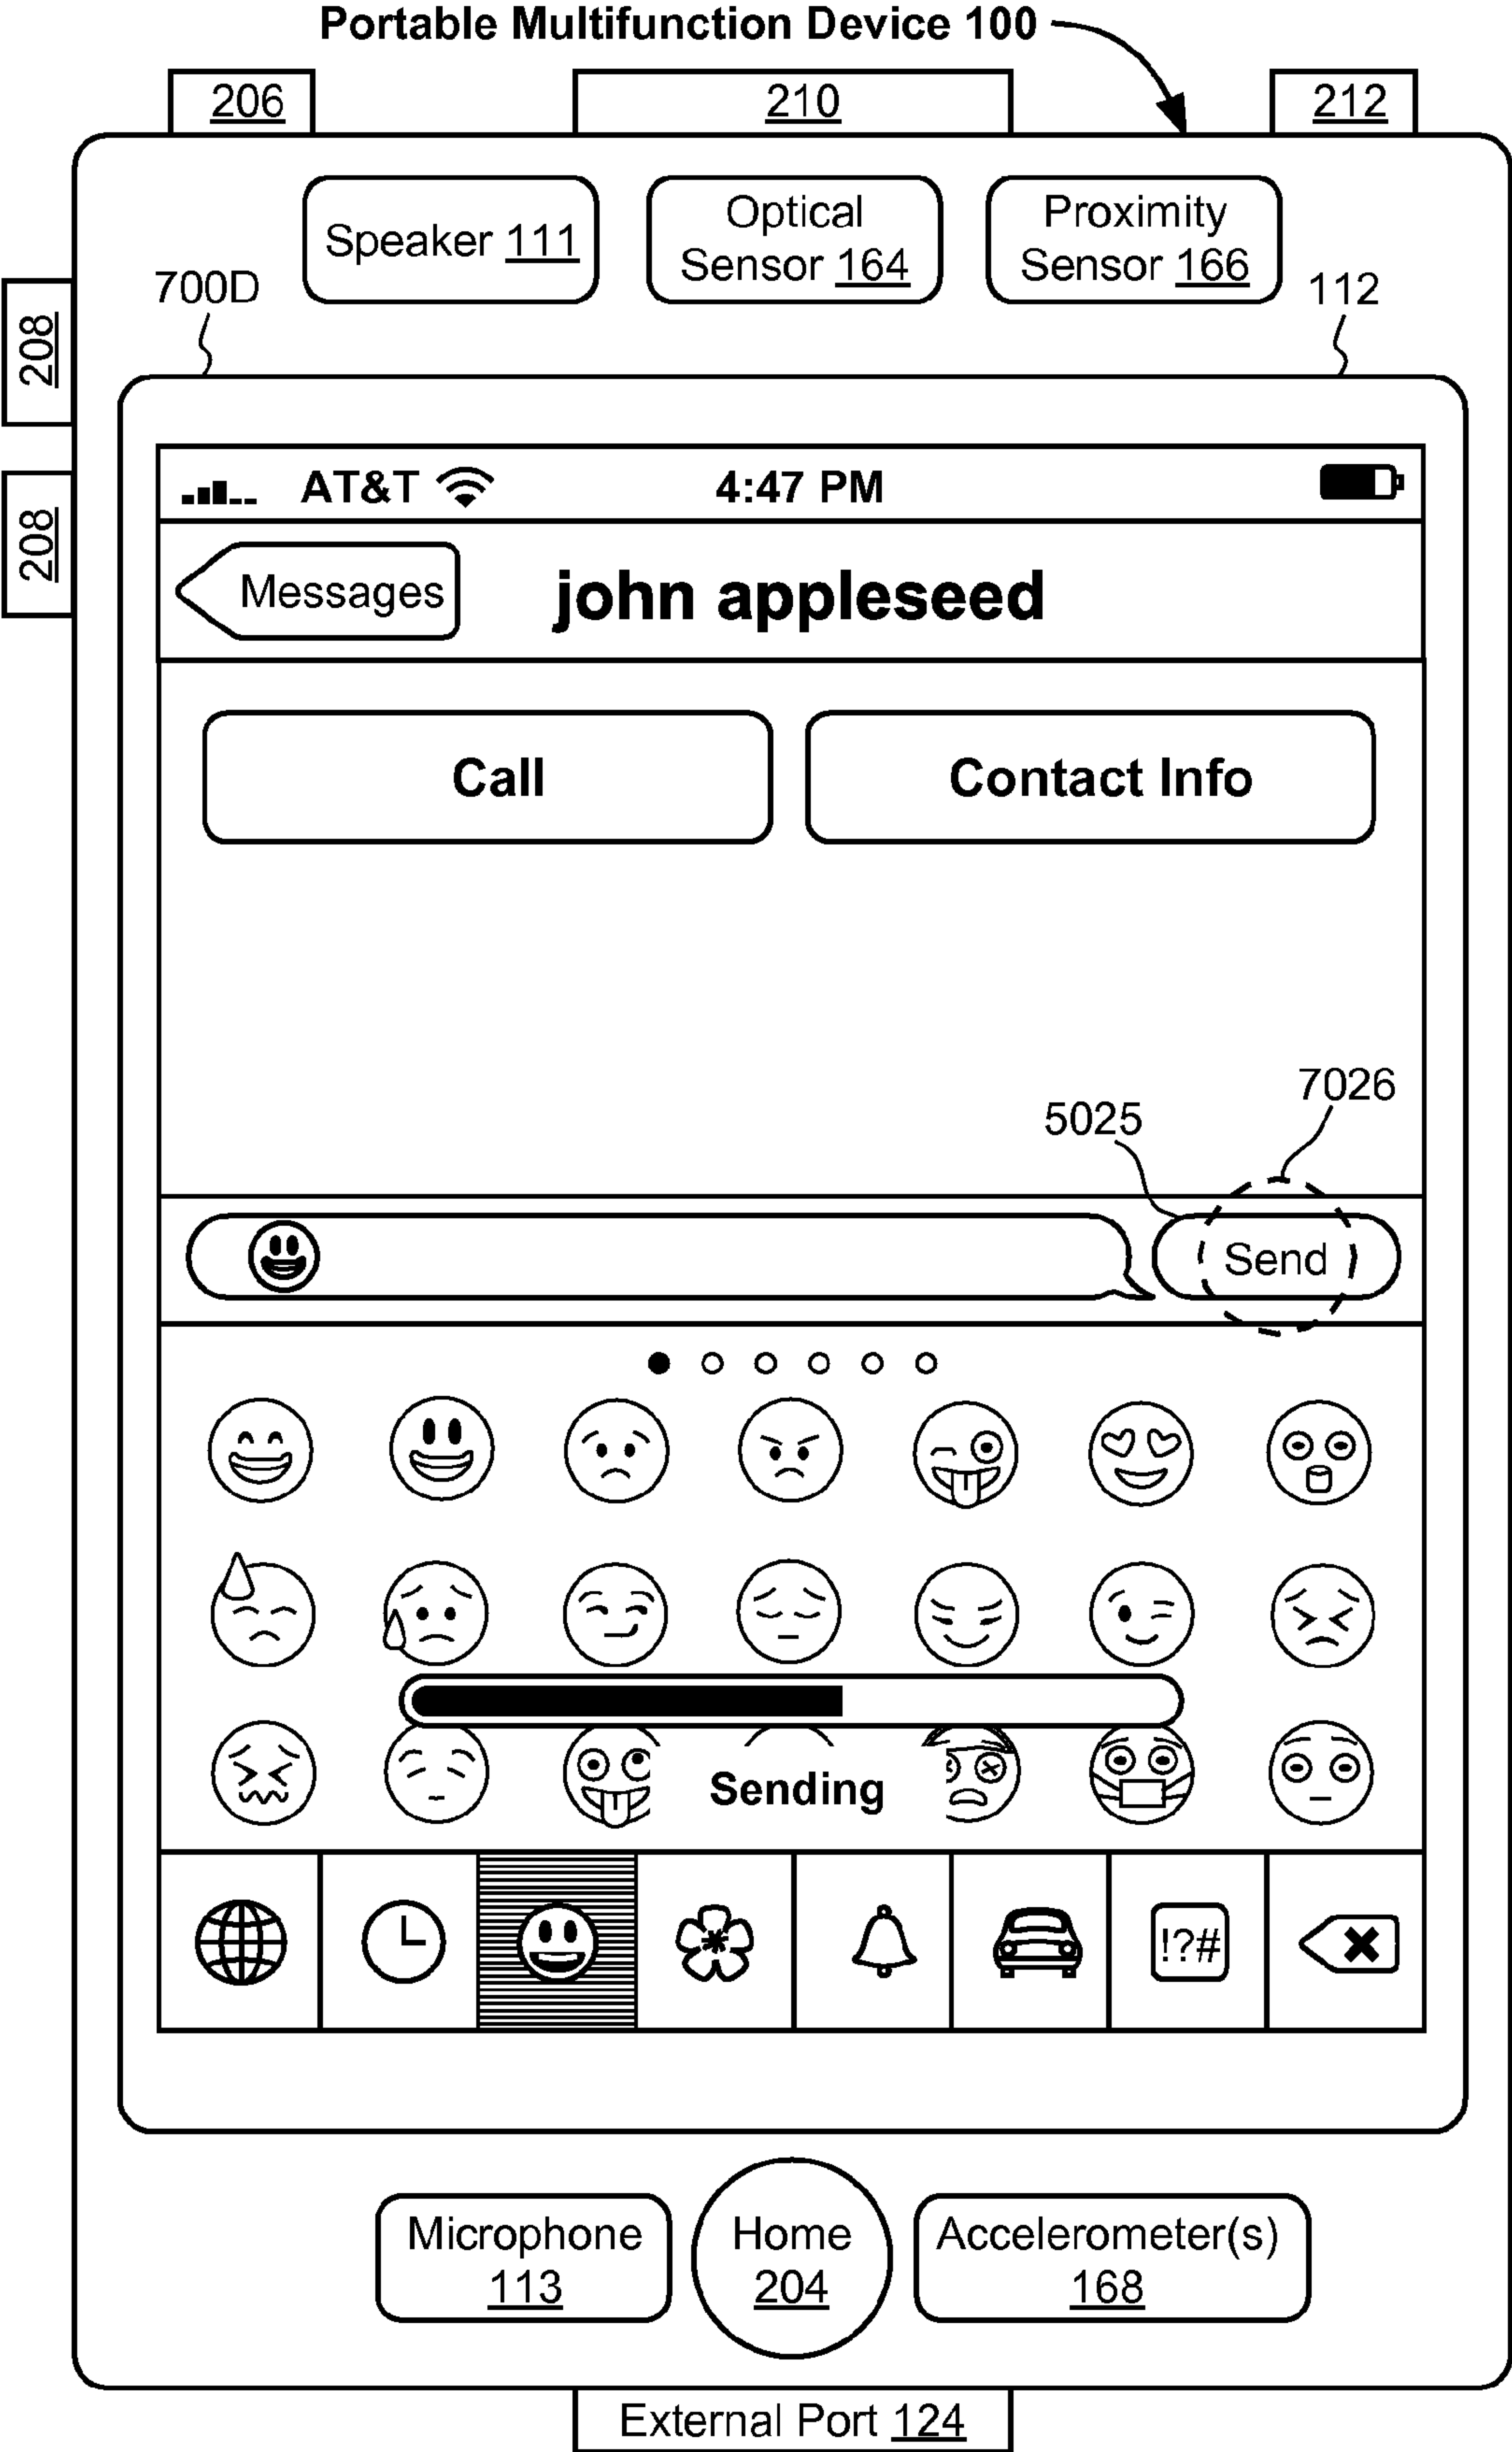 Portable Multifunction Device 100
206
210
212
Speaker 111
Optical
Sensor 164
Proximity
Sensor 166
700D
112
208
208
AT&T
4:47 PM
Messages
john appleseed
Call
Contact Info
7026
5025
Send
Sending
!?#
Microphone
113
Home
204
Accelerometer(s)
168
External Port 124